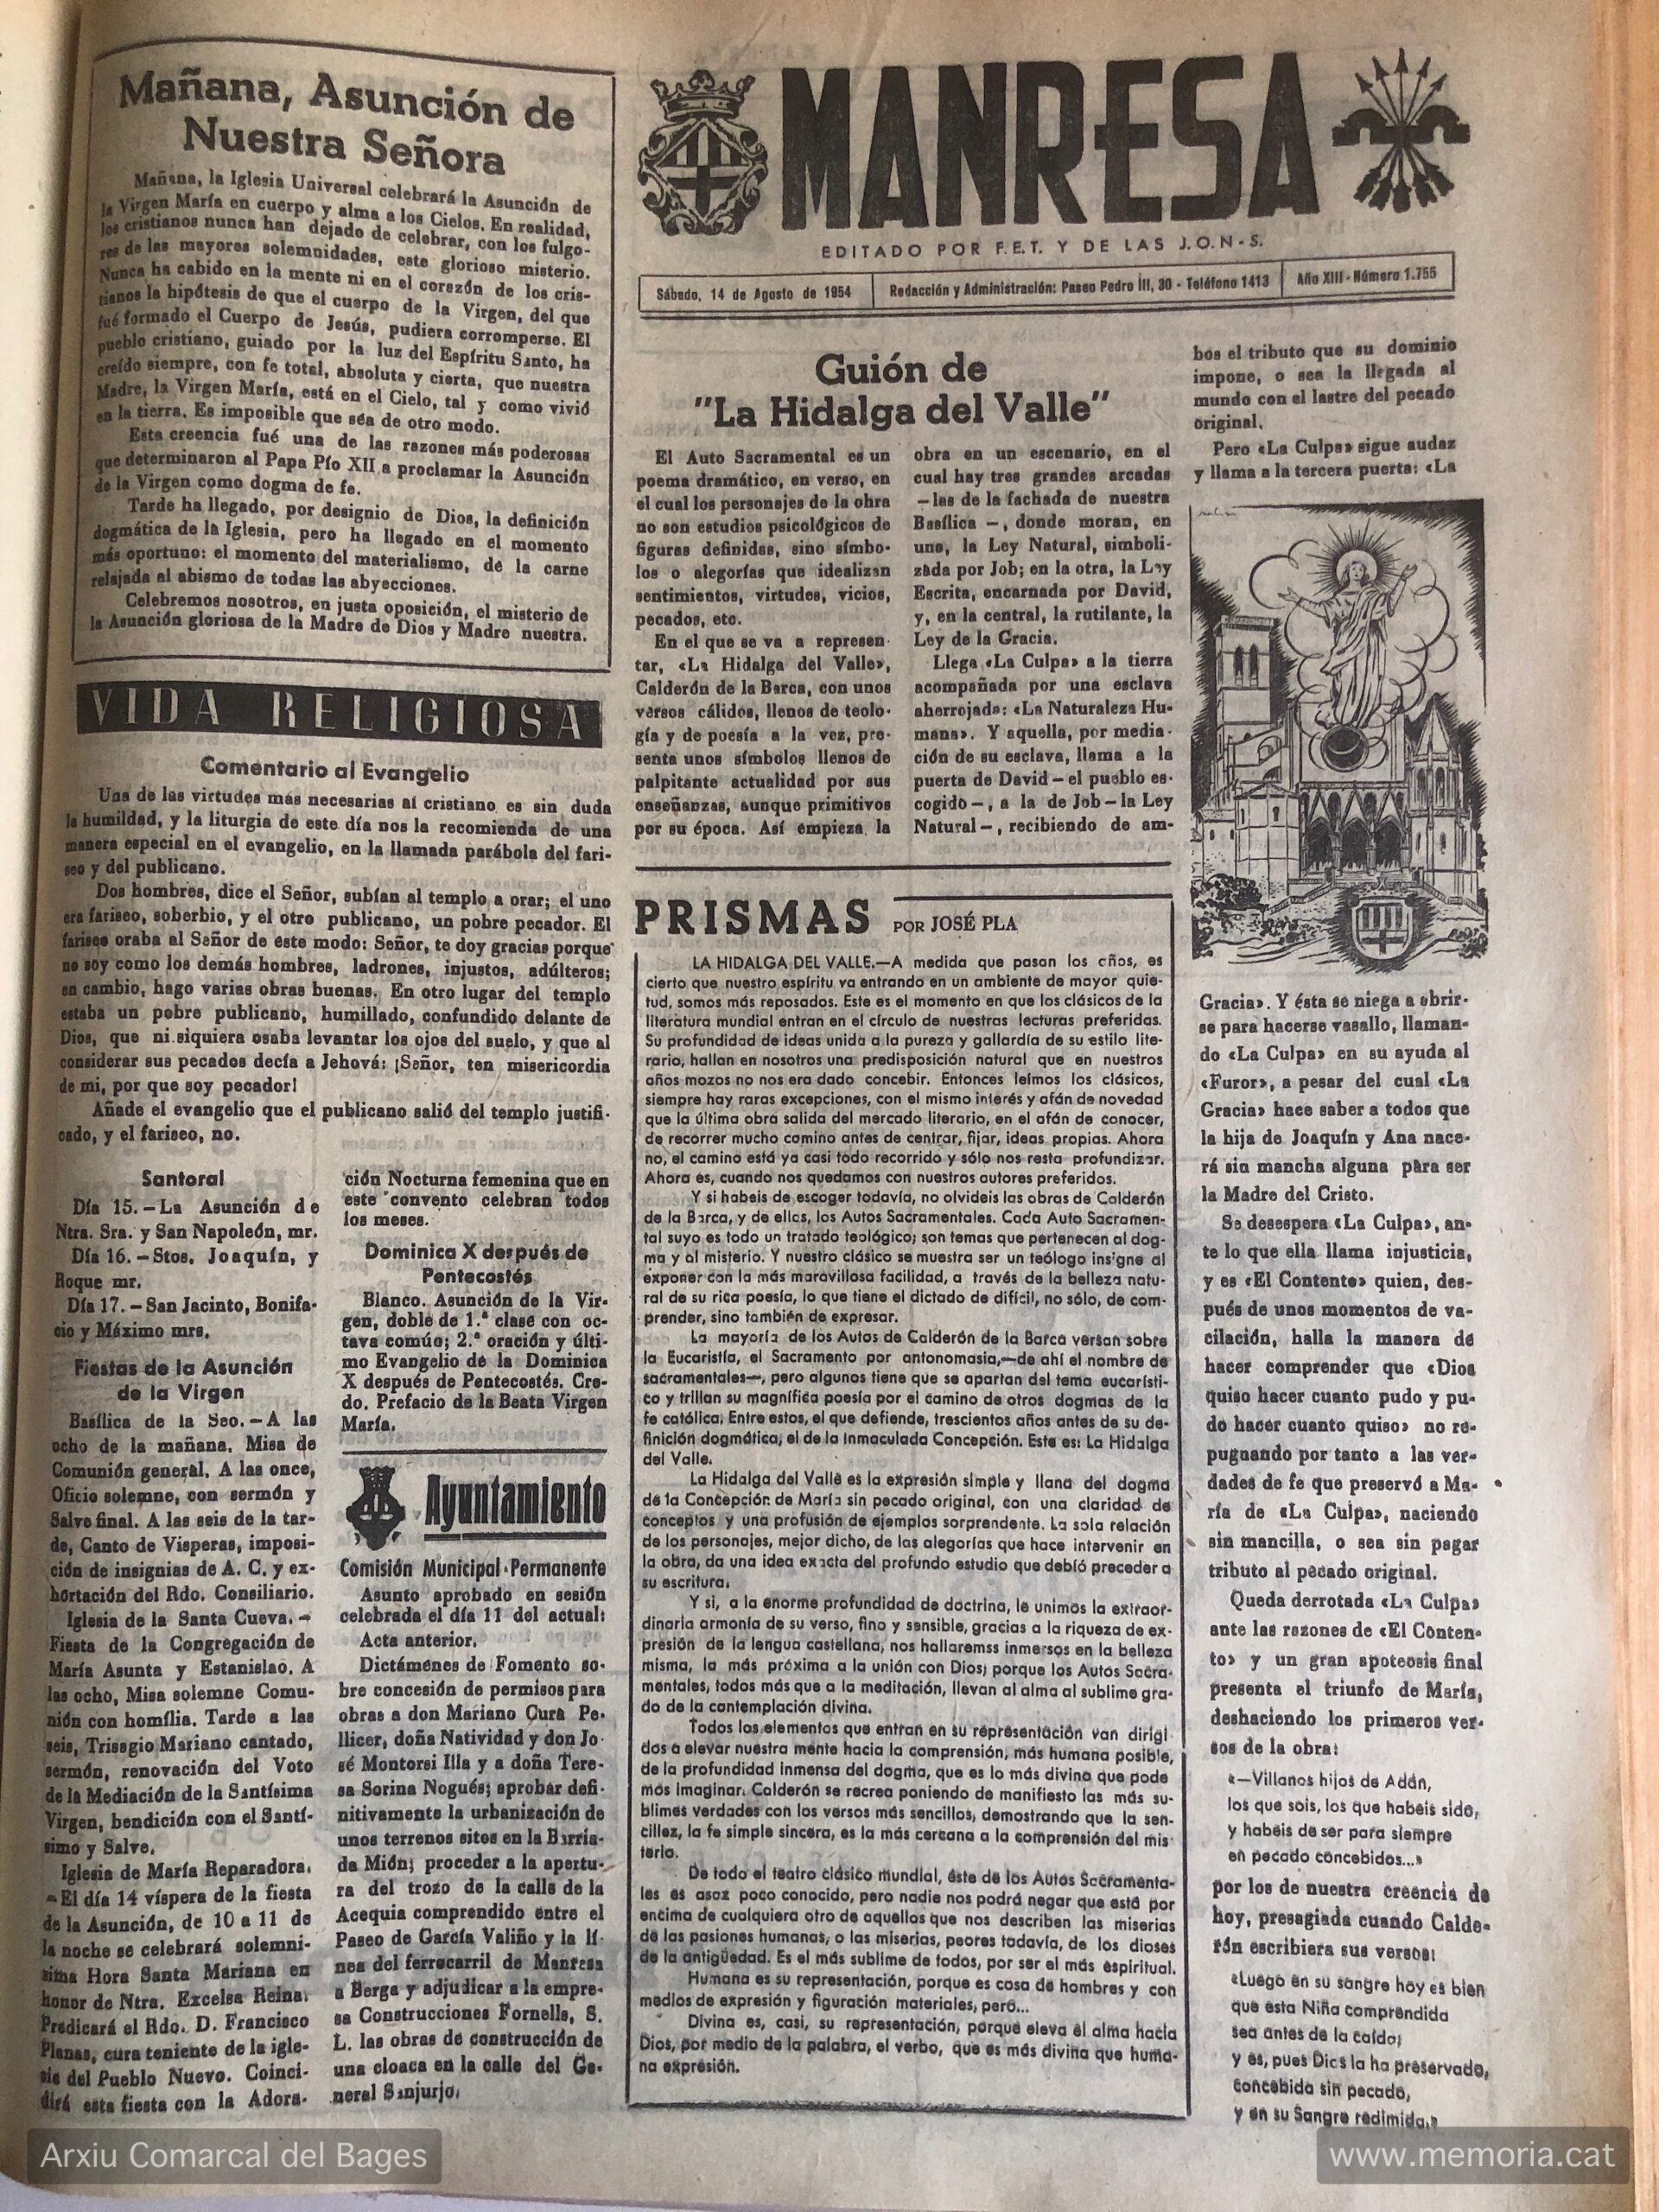 Mañana, Asunción de
Nuestra Señora
Mañana, la Iglesia Universal celebrará la Asunción de
la Virgen María en cuerpo y alma a los Cielos. En realidad,
los cristianos nunca han dejado de celebrar, con los fulgo-
res de las mayores solemnidades, este glorioso misterio.
Nunca ha cabido en la mente ni en el corazón de los cris-
tianos la hipótesis de que el cuerpo de la Virgen, del que
fué formado el Cuerpo de Jesús, pudiera corromperse. El
pueblo cristiano, guiado por la luz del Espíritu Santo, ha
creído siempre, con fe total, absoluta y cierta, que nuestra
Madre, la Virgen María, está en el Cielo, tal y como vivió
en la tierra. Es imposible que sea de otro modo.
Esta creencia fué una de las razones más poderosas
que determinaron al Papa Pío XII a proclamar la Asunción
de la Virgen como dogma de fe.
Tarde ha llegado, por designio de Dios, la definición
dogmática de la Iglesia, pero ha llegado en el momento
más oportuno: el momento del materialismo, de la carne
relajada al abismo de todas las abyecciones.
Celebremos nosotros, en justa oposición, el misterio de
la Asunción gloriosa de la Madre de Dios y Madre nuestra.
VIDA RELIGIOSA
Comentario al Evangelio
Una de las virtudes más necesarias al cristiano es sin duda
la humildad, y la liturgia de este día nos la recomienda de una
manera especial en el evangelio, en la llamada parábola del fari-
seo y del publicano.
Dos hombres, dice el Señor, subían al templo a orar; el uno
era fariseo, soberbio, y el otro publicano, un pobre pecador. El
fariseo oraba al Señor de este modo: Señor, te doy gracias porque
no soy como los demás hombres, ladrones, injustos, adúlteros;
en cambio, hago varias obras buenas. En otro lugar del templo
estaba un pobre publicano, humillado, confundido delante de
Dios, que ni siquiera osaba levantar los ojos del suelo, y que al
considerar sus pecados decía a Jehová: ¡Señor, ten misericordia
de mi, por que soy pecador!
Añade el evangelio que el publicano salió del templo justifi-
cado, y el fariseo, no.
Santoral
Día 15.-La Asunción de
Ntra. Sra. y San Napoleón, mr.
Día 16.-Stos. Joaquín, y
Roque mr.
Día 17.-San Jacinto, Bonifa-
cio y Máximo mrs.
Fiestas de la Asunción
de la Virgen
Basílica de la Seo.-A las
ocho de la mañana, Misa de
Comunión general. A las once,
Oficio solemne, con sermón y
Salve final. A las seis de la tar-
de, Canto de Vísperas, imposi-
ción de insignias de A. C. y ex-
hortación del Rdo. Consiliario.
Iglesia de la Santa Cueva.-
Fiesta de la Congregación de
María Asunta y Estanislao. A
las ocho, Misa solemne Comu-
nión con homilía. Tarde a las
seis, Trisagio Mariano cantado,
sermón, renovación del Voto
de la Mediación de la Santísima
Virgen, bendición con el Santí-
simo y Salve.
Iglesia de María Reparadora.
-El día 14 víspera de la fiesta
de la Asunción, de 10 a 11 de
la noche se celebrará solemni-
sima Hora Santa Mariana en
honor de Ntra. Excelsa Reina.
Predicará el Rdo. D. Francisco
Planas, cura teniente de la igle-
sia del Pueblo Nuevo. Coinci-
dirá esta fiesta con la Adora-
ción Nocturna femenina que en
este convento celebran todos
los meses.
Dominica X después de
Pentecostés
Blanco. Asunción de la Vir-
gen, doble de 1.ª clase con oc-
tava común; 2.ª oración y últi-
mo Evangelio de la Dominica
X después de Pentecostés. Cre-
do. Prefacio de la Beata Virgen
María.
Ayuntamiento
Comisión Municipal Permanente
Asunto aprobado en sesión
celebrada el día 11 del actual:
Acta anterior.
Dictámenes de Fomento so-
bre concesión de permisos para
obras a don Mariano Curá Pe-
llicer, doña Natividad y don Jo-
sé Montorsi Illa y a doña Tere-
sa Sorina Nogués; aprobar defi-
nitivamente la urbanización de
unos terrenos sitos en la Barria-
da Mión; proceder a la apertu-
ra del trozo de la calle de la
Acequia comprendido entre el
Paseo de García Valiño y la lí-
nea del ferrocarril de Manresa
a Berga y adjudicar a la empre-
sa Construcciones Fornells, S.
L. las obras de construcción de
una cloaca en la calle del Ge-
neral Sanjurjo.
MANRESA
EDITADO POR F.E.T. Y DE LAS J.O.N-S.
Sábado, 14 de Agosto de 1954
Redacción y Administración: Paseo Pedro III, 30 - Teléfono 1413
Año XIII - Número 1.755
Guión de
"La Hidalga del Valle"
El Auto Sacramental es un
poema dramático, en verso, en
el cual los personajes de la obra
no son estudios psicológicos de
figuras definidas, sino símbo-
los o alegorías que idealizan
sentimientos, virtudes, vicios,
pecados, etc.
En el que se va a represen-
tar, «La Hidalga del Valle»,
Calderón de la Barca, con unos
versos cálidos, llenos de teolo-
gía y de poesía a la vez, pre-
senta unos símbolos llenos de
palpitante actualidad por sus
enseñanzas, aunque primitivos
por su época. Así empieza la
obra en un escenario, en el
cual hay tres grandes arcadas
-las de la fachada de nuestra
Basílica-, donde moran, en
una, la Ley Natural, simboli-
zada por Job; en la otra, la Ley
Escrita, encarnada por David,
y, en la central, la rutilante, la
Ley de la Gracia.
Llega «La Culpa» a la tierra
acompañada por una esclava
aherrojada: «La Naturaleza Hu-
mana». Y aquella, por media-
ción de su esclava, llama a la
puerta de David-el pueblo es-
cogido-, a la de Job-la Ley
Natural-, recibiendo de am-
bos el tributo que su dominio
impone, o sea la llegada al
mundo con el lastre del pecado
original.
Pero «La Culpa» sigue audaz
y llama a la tercera puerta: «La
Gracia». Y ésta se niega a abrir-
se para hacerse vasallo, llaman-
do «La Culpa» en su ayuda al
«Furor», a pesar del cual «La
Gracia» hace saber a todos que
la hija de Joaquín y Ana nace-
rá sin mancha alguna para ser
la Madre del Cristo.
Se desespera «La Culpa», an-
te lo que ella llama injusticia,
y es «El Contento» quien, des-
pués de unos momentos de va-
cilación, halla la manera de
hacer comprender que «Dios
quiso hacer cuanto pudo y pu-
do hacer cuanto quiso» no re-
pugnando por tanto a las ver-
dades de fe que preservó a Ma-
ría de «La Culpa», naciendo
sin mancilla, o sea sin pagar
tributo al pecado original.
Queda derrotada «La Culpa»
ante las razones de «El Conten-
to» y un gran apoteosis final
presenta el triunfo de María,
deshaciendo los primeros ver-
sos de la obra:
«—Villanos hijos de Adán,
los que sois, los que habéis sido,
y habéis de ser para siempre
en pecado concebidos...»
por los de nuestra creencia de
hoy, presagiada cuando Calde-
rón escribiera sus versos:
«Luego en su sangre hoy es bien
que esta Niña comprendida
sea antes de la caída;
y es, pues Dios la ha preservado,
concebida sin pecado,
y en su Sangre redimida.»
PRISMAS POR JOSÉ PLA
LA HIDALGA DEL VALLE.—A medida que pasan los años, es
cierto que nuestro espíritu va entrando en un ambiente de mayor quie-
tud, somos más reposados. Este es el momento en que los clásicos de la
literatura mundial entran en el círculo de nuestras lecturas preferidas.
Su profundidad de ideas unida a la pureza y gallardía de su estilo lite-
rario, hallan en nosotros una predisposición natural que en nuestros
años mozos no nos era dado concebir. Entonces leímos los clásicos,
siempre hay raras excepciones, con el mismo interés y afán de novedad
que la última obra salida del mercado literario, en el afán de conocer,
de recorrer mucho camino antes de centrar, fijar, ideas propias. Ahora
no, el camino está ya casi todo recorrido y sólo nos resta profundizar.
Ahora es, cuando nos quedamos con nuestros autores preferidos.
Y si habeis de escoger todavía, no olvideis las obras de Calderón
de la Barca, y de ellas, los Autos Sacramentales. Cada Auto Sacramen-
tal suyo es todo un tratado teológico; son temas que pertenecen al dog-
ma y al misterio. Y nuestro clásico se muestra ser un teólogo insigne al
exponer con la más maravillosa facilidad, a través de la belleza natu-
ral de su rica poesía, lo que tiene el dictado de difícil, no sólo, de com-
prender, sino también de expresar.
La mayoría de los Autos de Calderón de la Barca versan sobre
la Eucaristía, el Sacramento por antonomasia,—de ahí el nombre de
sacramentales—, pero algunos tiene que se apartan del tema eucarísti-
co y trillan su magnífica poesía por el camino de otros dogmas de la
fe católica. Entre estos, el que defiende, trescientos años antes de su de-
finición dogmática, el de la Inmaculada Concepción. Este es: La Hidalga
del Valle.
La Hidalga del Valle es la expresión simple y llana del dogma
de la Concepción de María sin pecado original, con una claridad de
conceptos y una profusión de ejemplos sorprendente. La sola relación
de los personajes, mejor dicho, de las alegorías que hace intervenir en
la obra, da una idea exacta del profundo estudio que debió preceder a
su escritura.
Y si, a la enorme profundidad de doctrina, le unimos la extraor-
dinaria armonía de su verso, fino y sensible, gracias a la riqueza de ex-
presión de la lengua castellana, nos hallaremss inmersos en la belleza
misma, la más próxima a la unión con Dios; porque los Autos Sacra-
mentales, todos más que a la meditación, llevan al alma al sublime gra-
do de la contemplación divina.
Todos los elementos que entran en su representación van dirigi
dos a elevar nuestra mente hacia la comprensión, más humana posible,
de la profundidad inmensa del dogma, que es lo más divino que pode
mos imaginar. Calderón se recrea poniendo de manifiesto las más su-
blimes verdades con los versos más sencillos, demostrando que la sen-
cillez, la fe simple sincera, es la más cercana a la comprensión del mis
terio.
De todo el teatro clásico mundial, éste de los Autos Sacramenta-
les es asaz poco conocido, pero nadie nos podrá negar que está por
encima de cualquiera otro de aquellos que nos describen las miserias
de las pasiones humanas, o las miserias, peores todavía, de los dioses
de la antigüedad. Es el más sublime de todos, por ser el más espiritual.
Humana es su representación, porque es cosa de hombres y con
medios de expresión y figuración materiales, pero...
Divina es, casi, su representación, porque eleva el alma hacia
Dios, por medio de la palabra, el verbo, que es más divina que huma-
na expresión.
Arxiu Comarcal del Bages
www.memoria.cat